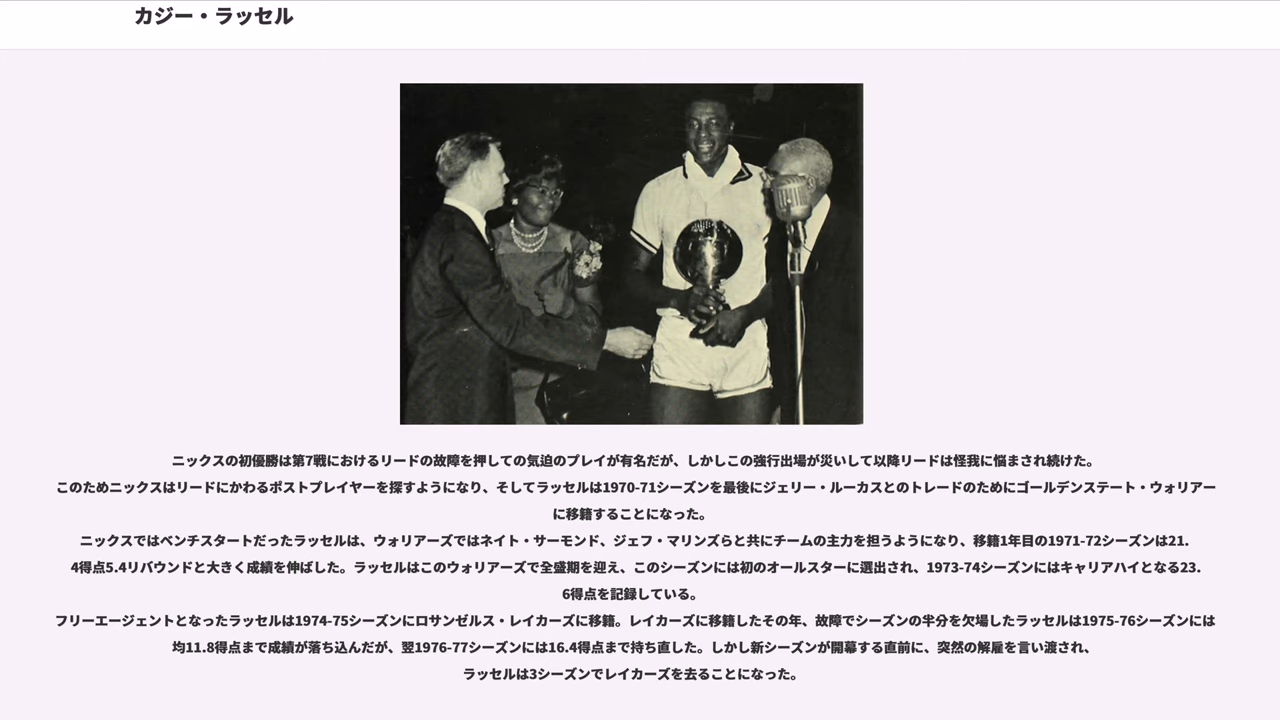 カジー・ラッセル
ニックスの初優勝は第7戦におけるリードの故障を押しての気迫のプレイが有名だが、しかしこの強行出場が災いして以降リードは怪我に悩まされ続けた。
このためニックスはリードにかわるポストプレイヤーを探すようになり、そしてラッセルは1970-71シーズンを最後にジェリー・ルーカスとのトレードのためにゴールデンステート・ウォリアー
に移籍することになった。
ニックスではベンチスタートだったラッセルは、ウォリアーズではネイト・サーモンド、ジェフ・マリンズらと共にチームの主力を担うようになり、移籍1年目の1971-72シーズンは21.
4得点5.4リバウンドと大きく成績を伸ばした。ラッセルはこのウォリアーズで全盛期を迎え、このシーズンには初のオールスターに選出され、1973-74シーズンにはキャリアハイとなる23.
6得点を記録している。
フリーエージェントとなったラッセルは1974-75シーズンにロサンゼルス・レイカーズに移籍。レイカーズに移籍したその年、故障でシーズンの半分を欠場したラッセルは1975-76シーズンには
均11.8得点まで成績が落ち込んだが、翌1976-77シーズンには16.4得点まで持ち直した。しかし新シーズンが開幕する直前に、突然の解雇を言い渡され、
ラッセルは3シーズンでレイカーズを去ることになった。